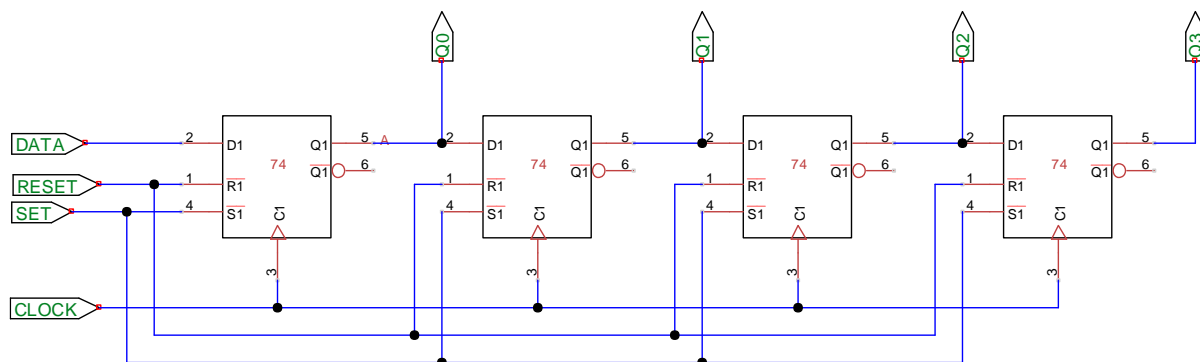 Q0 Q1 Q2 Q3
DATA 2 D1 Q1 5 A 2 D1 Q1 5 2 D1 Q1 5 2 D1 Q1 5
74 Q1 6 74 Q1 6 74 Q1 6 74 Q1 6
RESET 1 R1 1 R1 1 R1 1 R1
SET 4 S1 4 S1 4 S1 4 S1
C1 C1 C1 C1
3 3 3 3
CLOCK